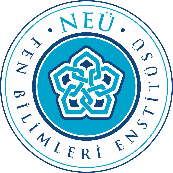 · NEÜ ·
FEN BİLİMLERİ ENSTİTÜSÜ